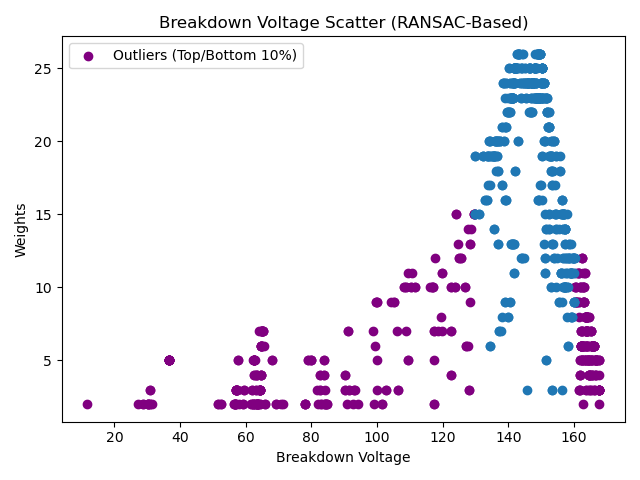 Breakdown Voltage Scatter (RANSAC-Based)
Outliers (Top/Bottom 10%)
25
20
15
10
5
Weights
20 40 60 80 100 120 140 160
Breakdown Voltage